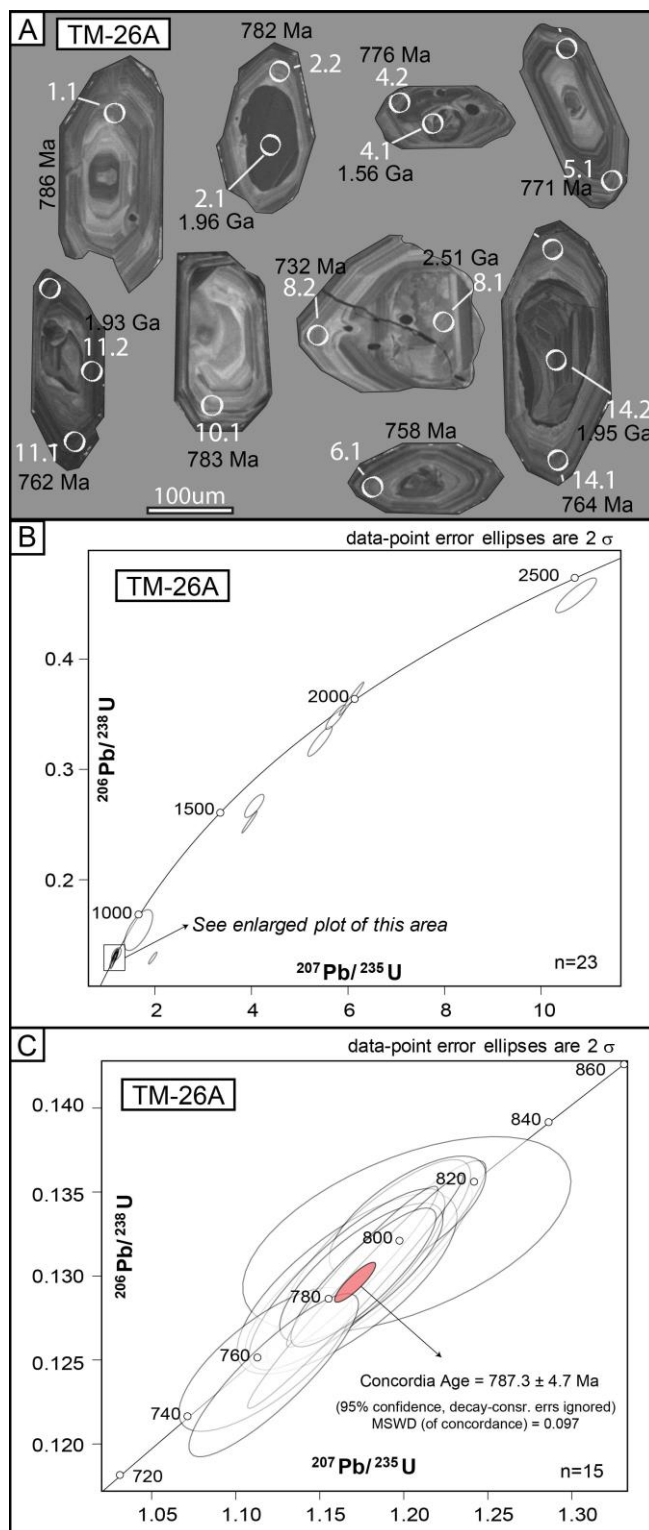 A
TM-26A
782 Ma
2.2
776 Ma
4.2
1.1
786 Ma
4.1
1.56 Ga
2.1
1.96 Ga
5.1
771 Ma
732 Ma
8.2
2.51 Ga
8.1
1.93 Ga
11.2
11.1
762 Ma
10.1
783 Ma
758 Ma
6.1
14.2
1.95 Ga
14.1
764 Ma
100um
B
data-point error ellipses are 2 σ
TM-26A
2500
0.4
2000
206Pb/238U
0.3
1500
0.2
1000
See enlarged plot of this area
207Pb/235U
n=23
2 4 6 8 10
C
data-point error ellipses are 2 σ
TM-26A
860
0.140
840
0.135
820
206Pb/238U
800
0.130
780
0.125
760
Concordia Age = 787.3 ± 4.7 Ma
(95% confidence, decay-consr. errs ignored)
MSWD (of concordance) = 0.097
740
0.120
720
207Pb/235U
n=15
1.05 1.10 1.15 1.20 1.25 1.30